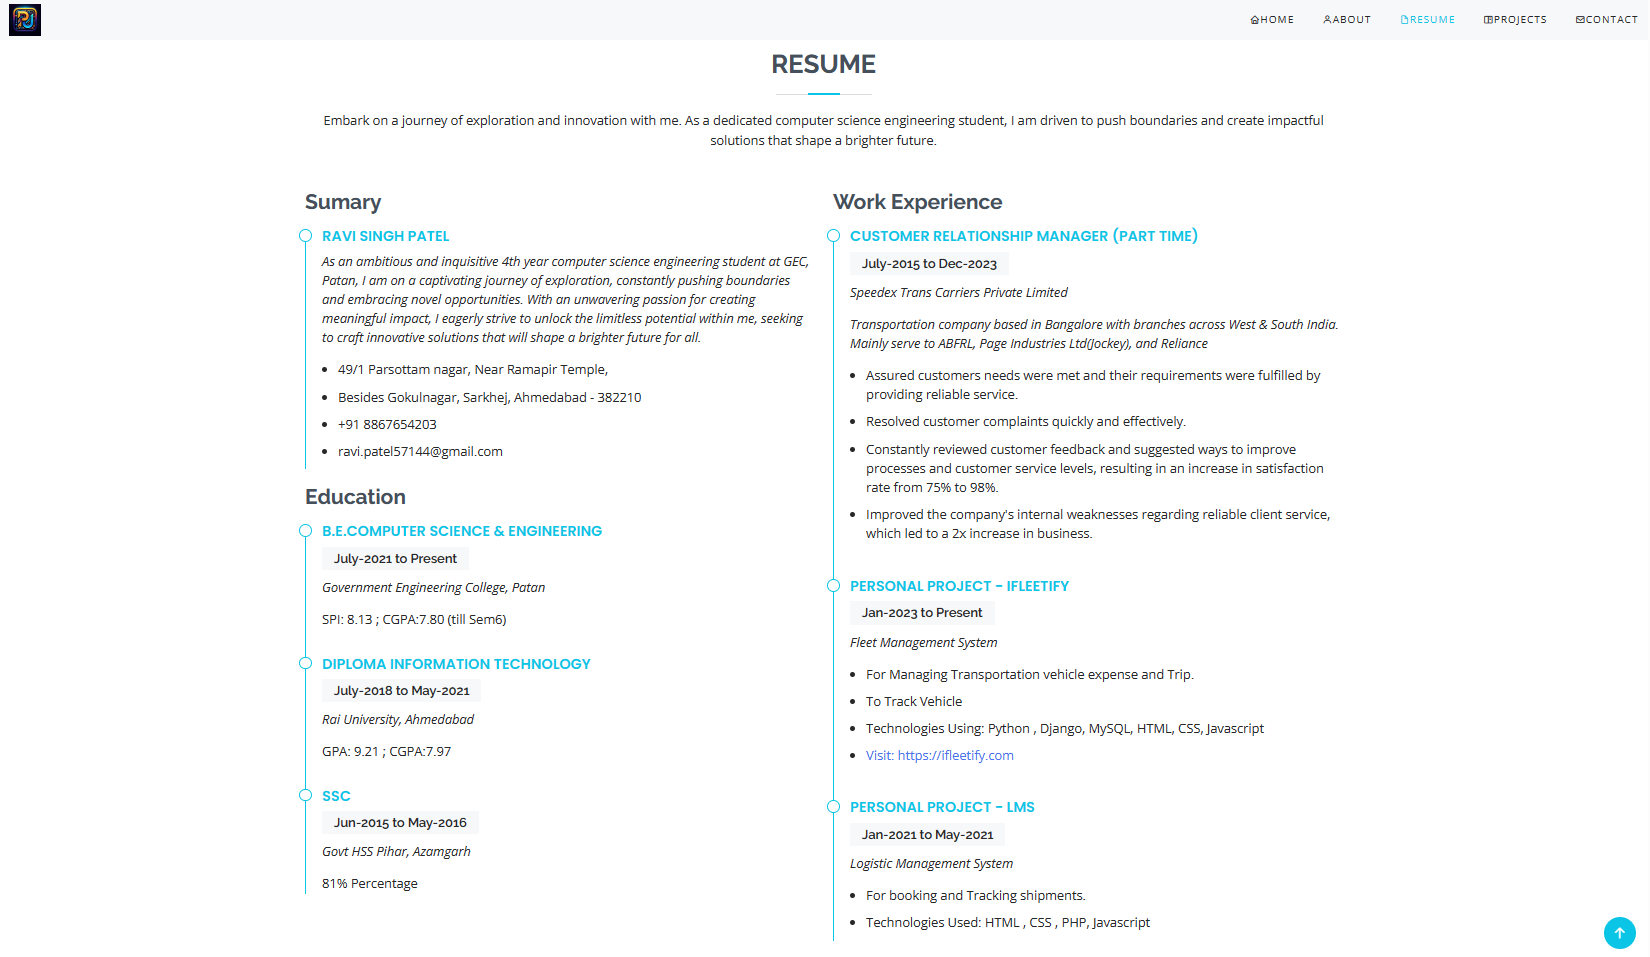 HOME ABOUT RESUME PROJECTS CONTACT
RESUME
Embark on a journey of exploration and innovation with me. As a dedicated computer science engineering student, I am driven to push boundaries and create impactful
solutions that shape a brighter future.
Sumary
RAVI SINGH PATEL
As an ambitious and inquisitive 4th year computer science engineering student at GEC,
Patan, I am on a captivating journey of exploration, constantly pushing boundaries
and embracing novel opportunities. With an unwavering passion for creating
meaningful impact, I eagerly strive to unlock the limitless potential within me, seeking
to craft innovative solutions that will shape a brighter future for all.
49/1 Parsottam nagar, Near Ramapir Temple,
Besides Gokulnagar, Sarkhej, Ahmedabad - 382210
+91 8867654203
ravi.patel57144@gmail.com
Education
B.E.COMPUTER SCIENCE & ENGINEERING
July-2021 to Present
Government Engineering College, Patan
SPI: 8.13 ; CGPA:7.80 (till Sem6)
DIPLOMA INFORMATION TECHNOLOGY
July-2018 to May-2021
Rai University, Ahmedabad
GPA: 9.21 ; CGPA:7.97
SSC
Jun-2015 to May-2016
Govt HSS Pihar, Azamgarh
81% Percentage
Work Experience
CUSTOMER RELATIONSHIP MANAGER (PART TIME)
July-2015 to Dec-2023
Speedex Trans Carriers Private Limited
Transportation company based in Bangalore with branches across West & South India.
Mainly serve to ABFRL, Page Industries Ltd(Jockey), and Reliance
Assured customers needs were met and their requirements were fulfilled by
providing reliable service.
Resolved customer complaints quickly and effectively.
Constantly reviewed customer feedback and suggested ways to improve
processes and customer service levels, resulting in an increase in satisfaction
rate from 75% to 98%.
Improved the company's internal weaknesses regarding reliable client service,
which led to a 2x increase in business.
PERSONAL PROJECT - IFLEETIFY
Jan-2023 to Present
Fleet Management System
For Managing Transportation vehicle expense and Trip.
To Track Vehicle
Technologies Using: Python , Django, MySQL, HTML, CSS, Javascript
Visit: https://ifleetify.com
PERSONAL PROJECT - LMS
Jan-2021 to May-2021
Logistic Management System
For booking and Tracking shipments.
Technologies Used: HTML , CSS , PHP, Javascript